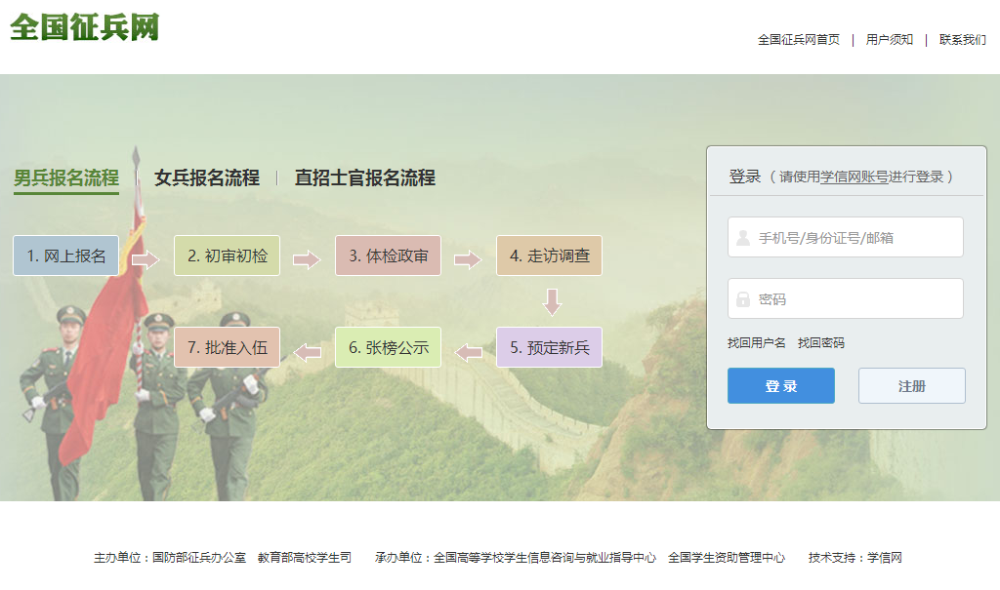 全国征兵网
全国征兵网首页 | 用户须知 | 联系我们
男兵报名流程 | 女兵报名流程 | 直招士官报名流程
1. 网上报名
2. 初审初检
3. 体检政审
4. 走访调查
5. 预定新兵
6. 张榜公示
7. 批准入伍
登录（请使用学信网账号进行登录）
手机号/身份证号/邮箱
密码
找回用户名 找回密码
登 录 注册
主办单位：国防部征兵办公室 教育部高校学生司 承办单位：全国高等学校学生信息咨询与就业指导中心 全国学生资助管理中心 技术支持：学信网